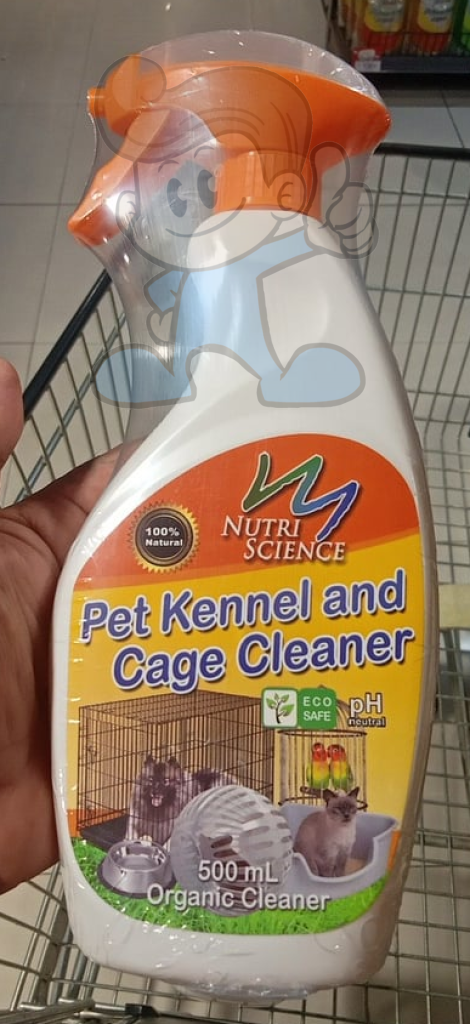 100%
Natural
NUTRI
SCIENCE
Pet Kennel and
Cage Cleaner
ECO
SAFE
pH
neutral
500 mL
Organic Cleaner